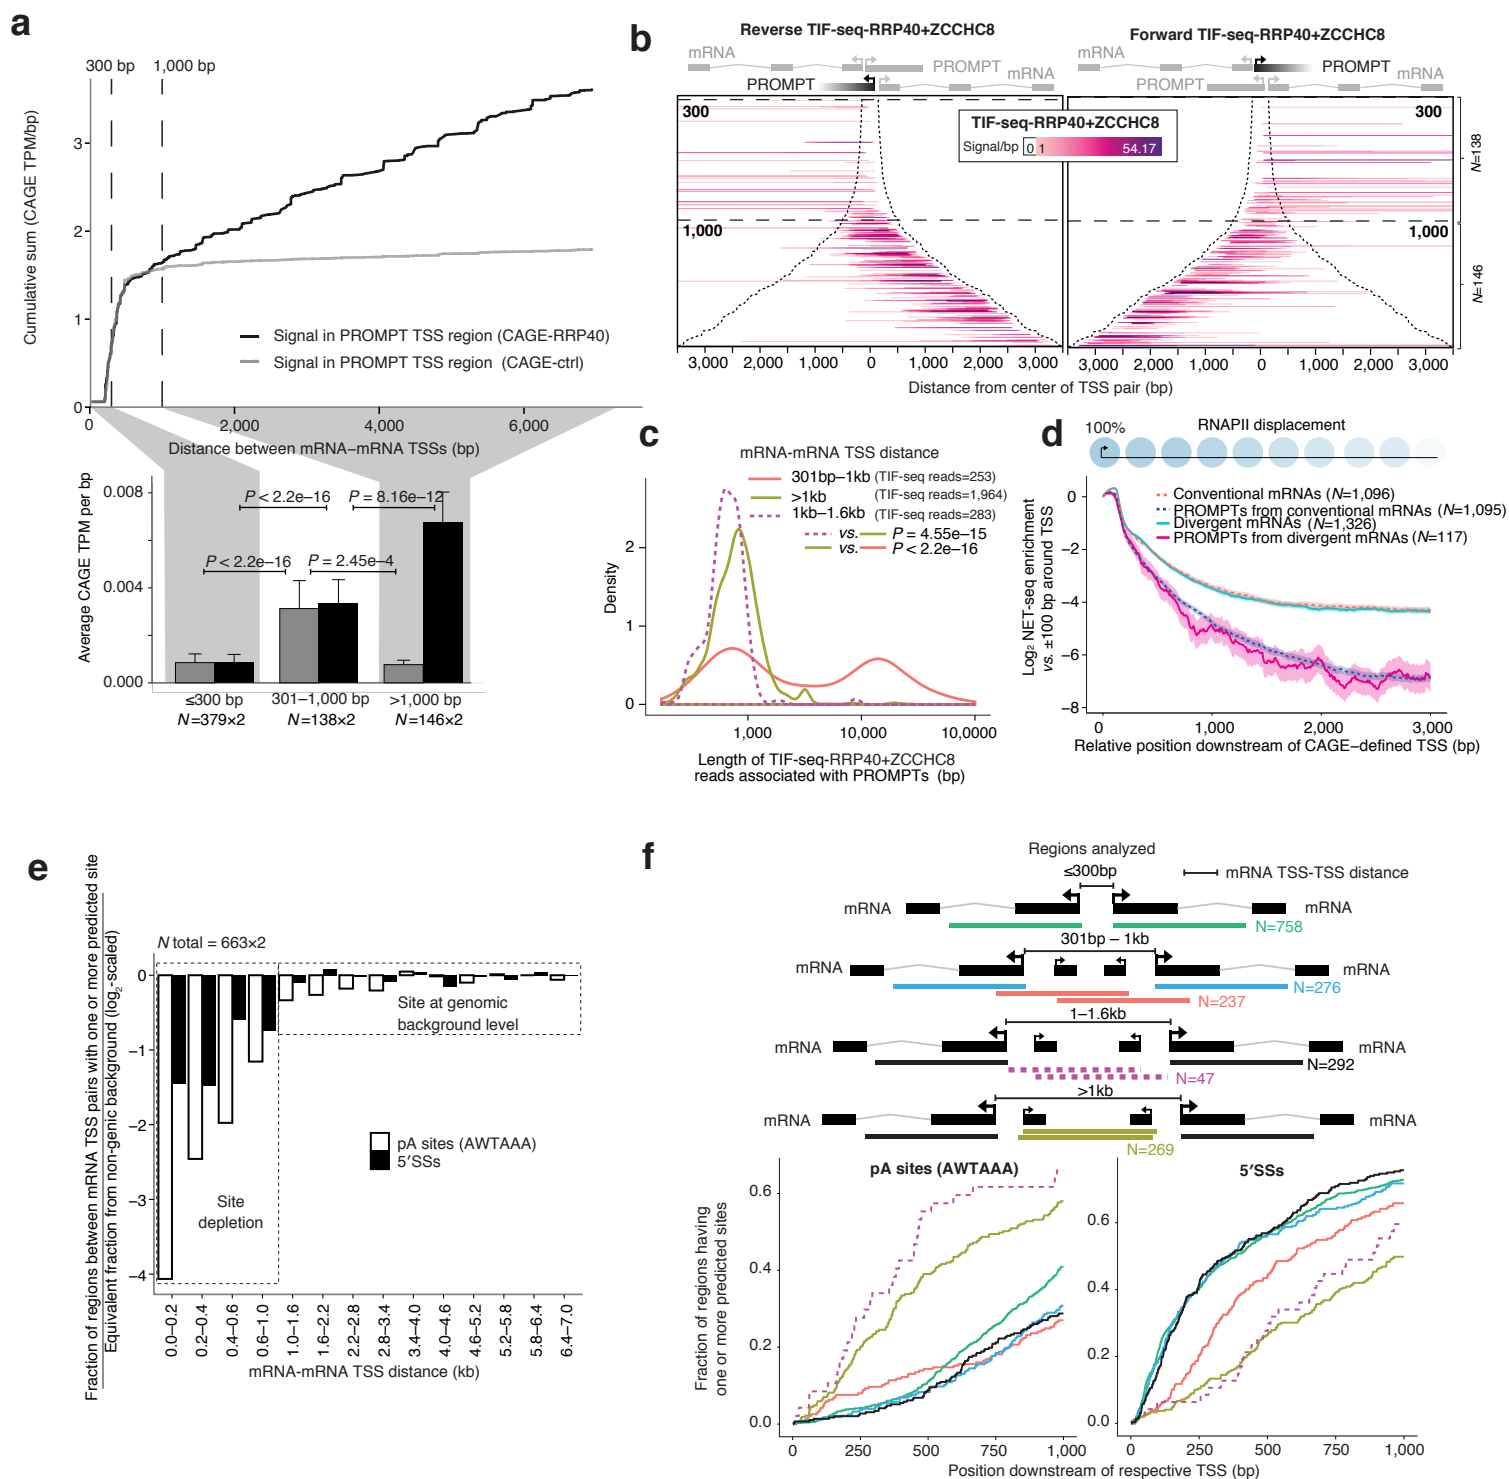 a
300 bp
1,000 bp
Cumulative sum (CAGE TPM/bp)
3
2
1
0
Signal in PROMPT TSS region (CAGE-RRP40)
Signal in PROMPT TSS region (CAGE-ctrl)
0
2,000
4,000
6,000
Distance between mRNA–mRNA TSSs (bp)
Average CAGE TPM per bp
0.008
0.004
0.000
P < 2.2e−16
P = 8.16e−12
P < 2.2e−16
P = 2.45e−4
≤300 bp
301–1,000 bp
>1,000 bp
N=379×2
N=138×2
N=146×2
b
Reverse TIF-seq-RRP40+ZCCHC8
Forward TIF-seq-RRP40+ZCCHC8
mRNA
PROMPT
mRNA
PROMPT
mRNA
PROMPT
PROMPT
mRNA
300
1,000
300
1,000
TIF-seq-RRP40+ZCCHC8
Signal/bp
0 1
54.17
N=138
N=146
3,000 2,000 1,000 0 1,000 2,000 3,000
3,000 2,000 1,000 0 1,000 2,000 3,000
Distance from center of TSS pair (bp)
c
mRNA-mRNA TSS distance
301bp–1kb (TIF-seq reads=253)
>1kb (TIF-seq reads=1,964)
1kb–1.6kb (TIF-seq reads=283)
vs. P = 4.55e−15
vs. P < 2.2e−16
Density
2
1
0
1,000
10,000
10,0000
Length of TIF-seq-RRP40+ZCCHC8
reads associated with PROMPTs (bp)
d
100%
RNAPII displacement
Conventional mRNAs (N=1,096)
PROMPTs from conventional mRNAs (N=1,095)
Divergent mRNAs (N=1,326)
PROMPTs from divergent mRNAs (N=117)
Log2 NET-seq enrichment
vs. ±100 bp around TSS
0
−2
−4
−6
−8
0
1,000
2,000
3,000
Relative position downstream of CAGE−defined TSS (bp)
e
Fraction of regions between mRNA TSS pairs with one or more predicted site
Equivalent fraction from non-genic background (log2-scaled)
N total = 663×2
0
−1
−2
−3
−4
Site at genomic
background level
pA sites (AWTAAA)
5′SSs
Site
depletion
0.0–0.2
0.2–0.4
0.4–0.6
0.6–1.0
1.0–1.6
1.6–2.2
2.2–2.8
2.8–3.4
3.4–4.0
4.0–4.6
4.6–5.2
5.2–5.8
5.8–6.4
6.4–7.0
mRNA-mRNA TSS distance (kb)
f
Regions analyzed
≤300bp
mRNA TSS-TSS distance
mRNA
mRNA
N=758
301bp – 1kb
mRNA
mRNA
N=276
N=237
1–1.6kb
mRNA
mRNA
N=292
N=47
>1kb
mRNA
mRNA
N=269
pA sites (AWTAAA)
5′SSs
Fraction of regions having
one or more predicted sites
0.6
0.4
0.2
0.0
0.6
0.4
0.2
0.0
0 250 500 750 1,000
0 250 500 750 1,000
Position downstream of respective TSS (bp)